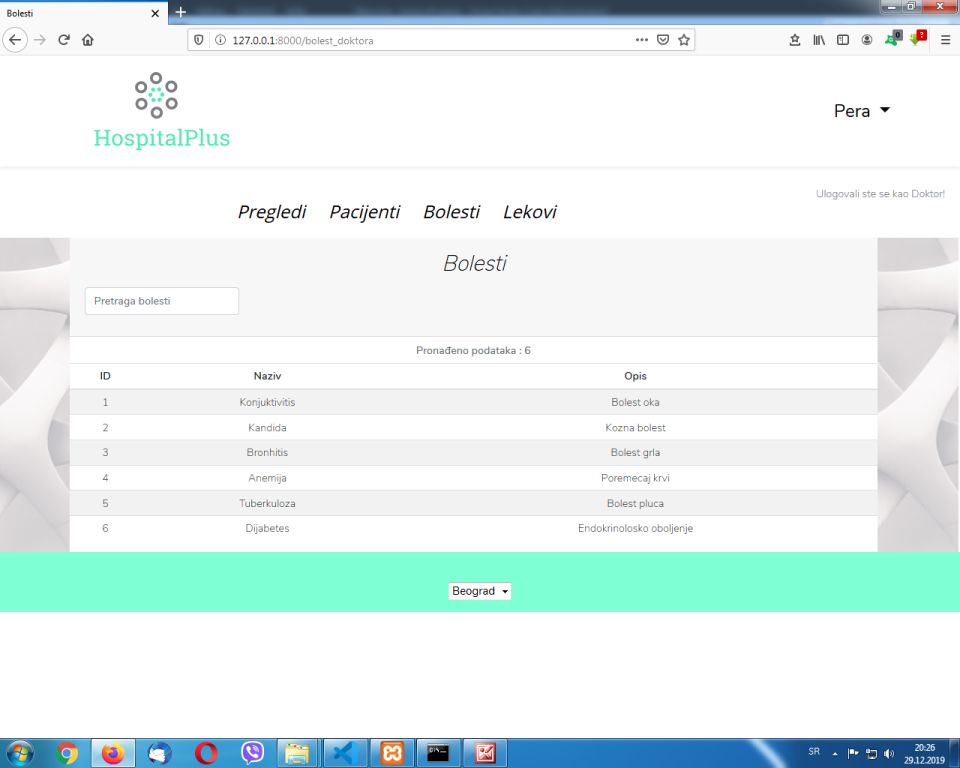 Bolesti
127.0.0.1:8000/bolest_doktora
0
?
HospitalPlus
Pera
Ulogovali ste se kao Doktor!
Pregledi Pacijenti Bolesti Lekovi
Bolesti
Pretraga bolesti
Pronađeno podataka : 6
ID Naziv Opis
1 Konjuktivitis Bolest oka
2 Kandida Kozna bolest
3 Bronhitis Bolest grla
4 Anemija Poremecaj krvi
5 Tuberkuloza Bolest pluca
6 Dijabetes Endokrinolosko oboljenje
Beograd
SR
20:26
29.12.2019